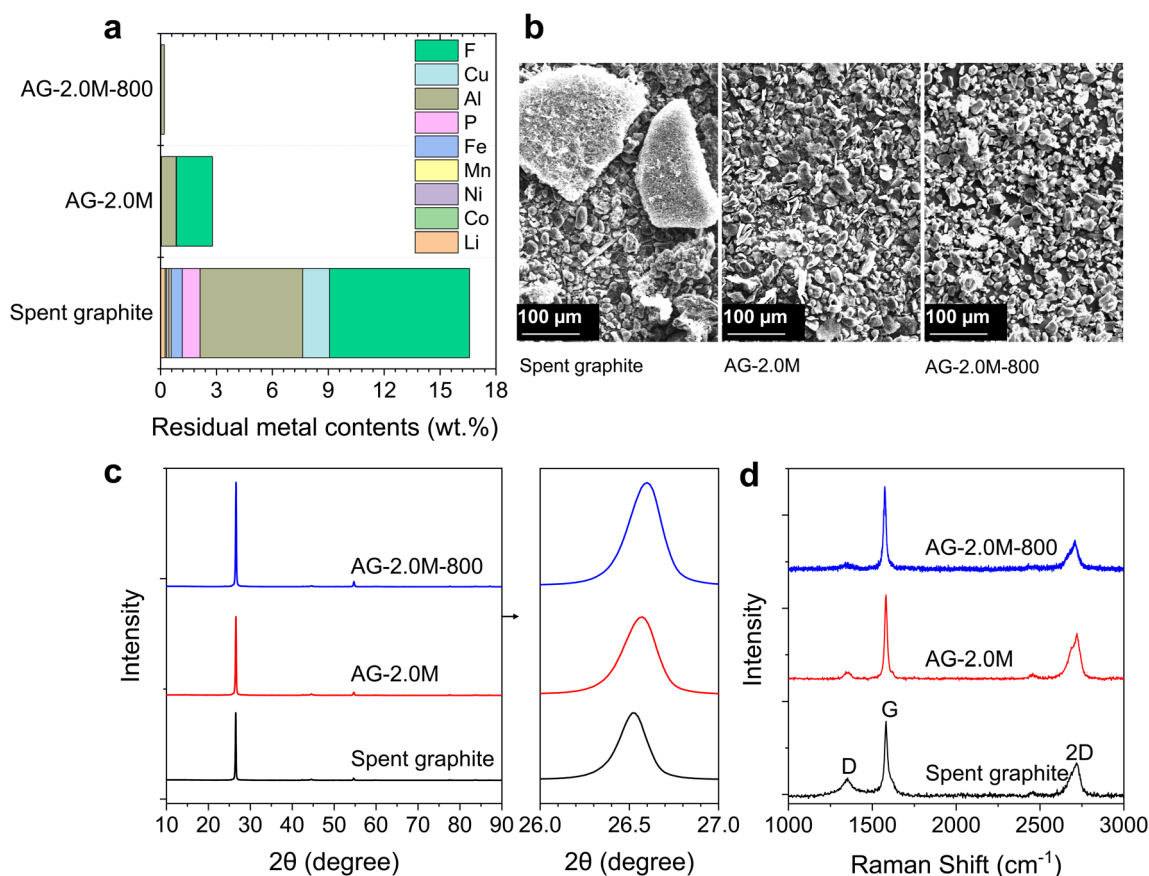 a
AG-2.0M-800
AG-2.0M
Spent graphite
F
Cu
Al
P
Fe
Mn
Ni
Co
Li
0 3 6 9 12 15 18
Residual metal contents (wt.%)
b
100 μm
100 μm
100 μm
Spent graphite
AG-2.0M
AG-2.0M-800
c
Intensity
AG-2.0M-800
AG-2.0M
Spent graphite
10 20 30 40 50 60 70 80 90
2θ (degree)
26.0 26.5 27.0
2θ (degree)
d
Intensity
AG-2.0M-800
AG-2.0M
G
D
2D
Spent graphite
1000 1500 2000 2500 3000
Raman Shift (cm⁻¹)